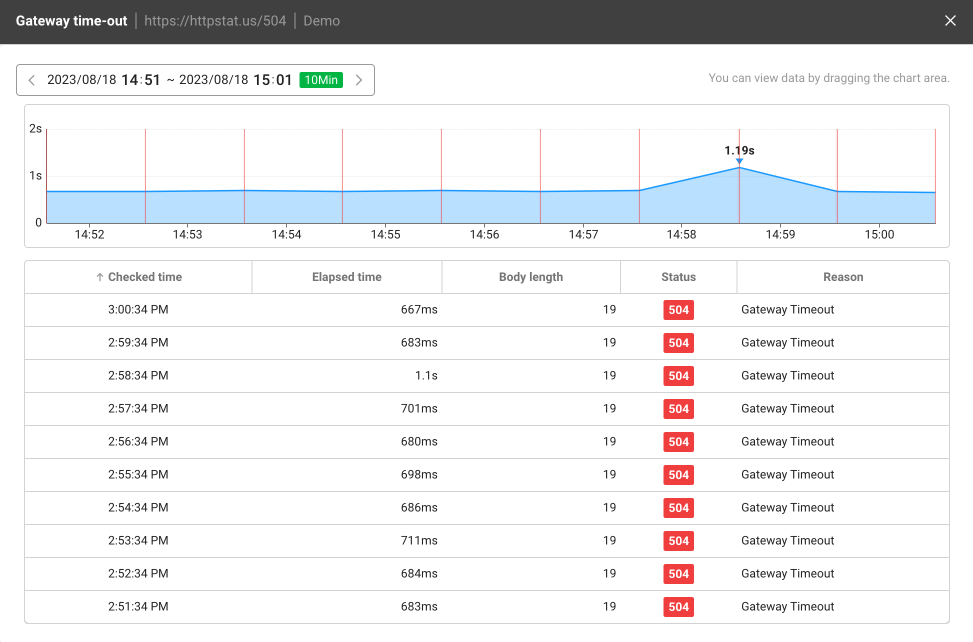 Gateway time-out | https://httpstat.us/504 | Demo
2023/08/18 14:51 ~ 2023/08/18 15:01 10Min
You can view data by dragging the chart area.
2s
1.19s
1s
0
14:52 14:53 14:54 14:55 14:56 14:57 14:58 14:59 15:00
↑ Checked time Elapsed time Body length Status Reason
3:00:34 PM 667ms 19 504 Gateway Timeout
2:59:34 PM 683ms 19 504 Gateway Timeout
2:58:34 PM 1.1s 19 504 Gateway Timeout
2:57:34 PM 701ms 19 504 Gateway Timeout
2:56:34 PM 680ms 19 504 Gateway Timeout
2:55:34 PM 698ms 19 504 Gateway Timeout
2:54:34 PM 686ms 19 504 Gateway Timeout
2:53:34 PM 711ms 19 504 Gateway Timeout
2:52:34 PM 684ms 19 504 Gateway Timeout
2:51:34 PM 683ms 19 504 Gateway Timeout